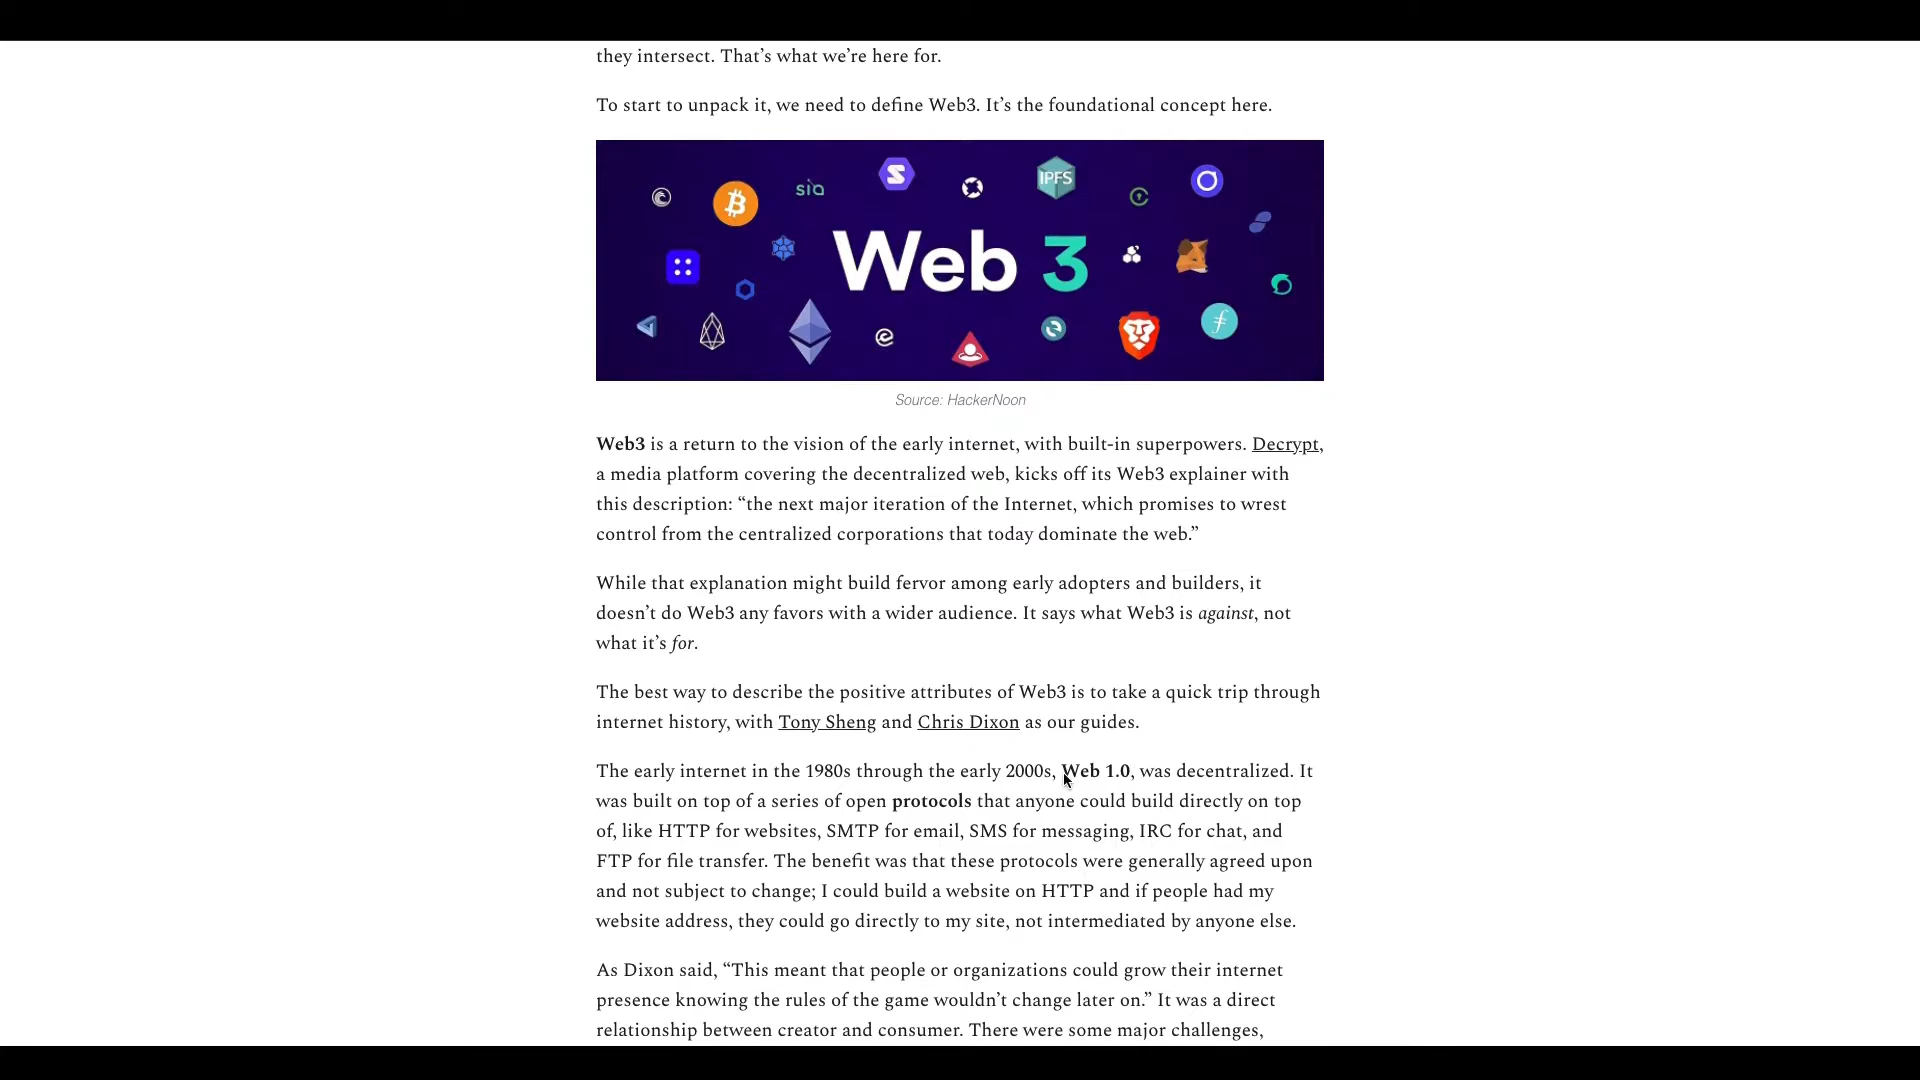 they intersect. That’s what we’re here for.
To start to unpack it, we need to define Web3. It’s the foundational concept here.
sia
IPFS
Web 3
Source: HackerNoon
Web3 is a return to the vision of the early internet, with built-in superpowers. Decrypt,
a media platform covering the decentralized web, kicks off its Web3 explainer with
this description: “the next major iteration of the Internet, which promises to wrest
control from the centralized corporations that today dominate the web.”
While that explanation might build fervor among early adopters and builders, it
doesn’t do Web3 any favors with a wider audience. It says what Web3 is against, not
what it’s for.
The best way to describe the positive attributes of Web3 is to take a quick trip through
internet history, with Tony Sheng and Chris Dixon as our guides.
The early internet in the 1980s through the early 2000s, Web 1.0, was decentralized. It
was built on top of a series of open protocols that anyone could build directly on top
of, like HTTP for websites, SMTP for email, SMS for messaging, IRC for chat, and
FTP for file transfer. The benefit was that these protocols were generally agreed upon
and not subject to change; I could build a website on HTTP and if people had my
website address, they could go directly to my site, not intermediated by anyone else.
As Dixon said, “This meant that people or organizations could grow their internet
presence knowing the rules of the game wouldn’t change later on.” It was a direct
relationship between creator and consumer. There were some major challenges,